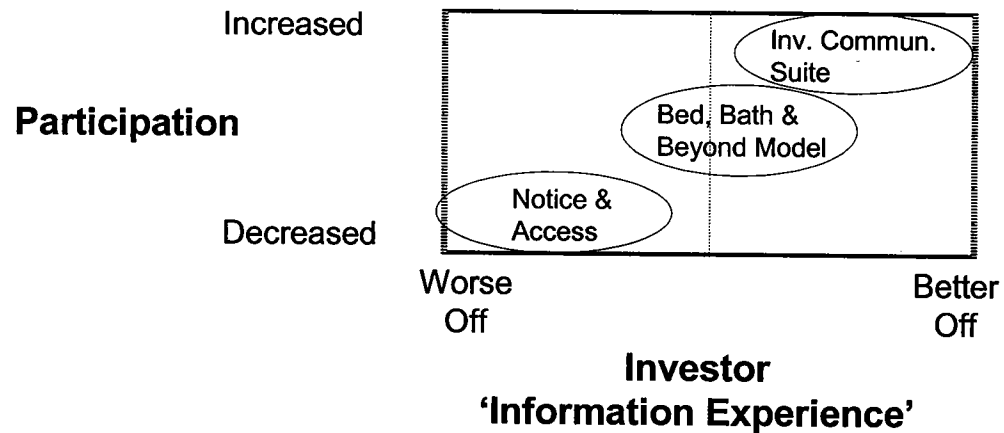 Increased
Inv. Commun.
Suite
Participation
Bed, Bath &
Beyond Model
Notice &
Access
Decreased
Worse
Off
Better
Off
Investor
‘Information Experience’